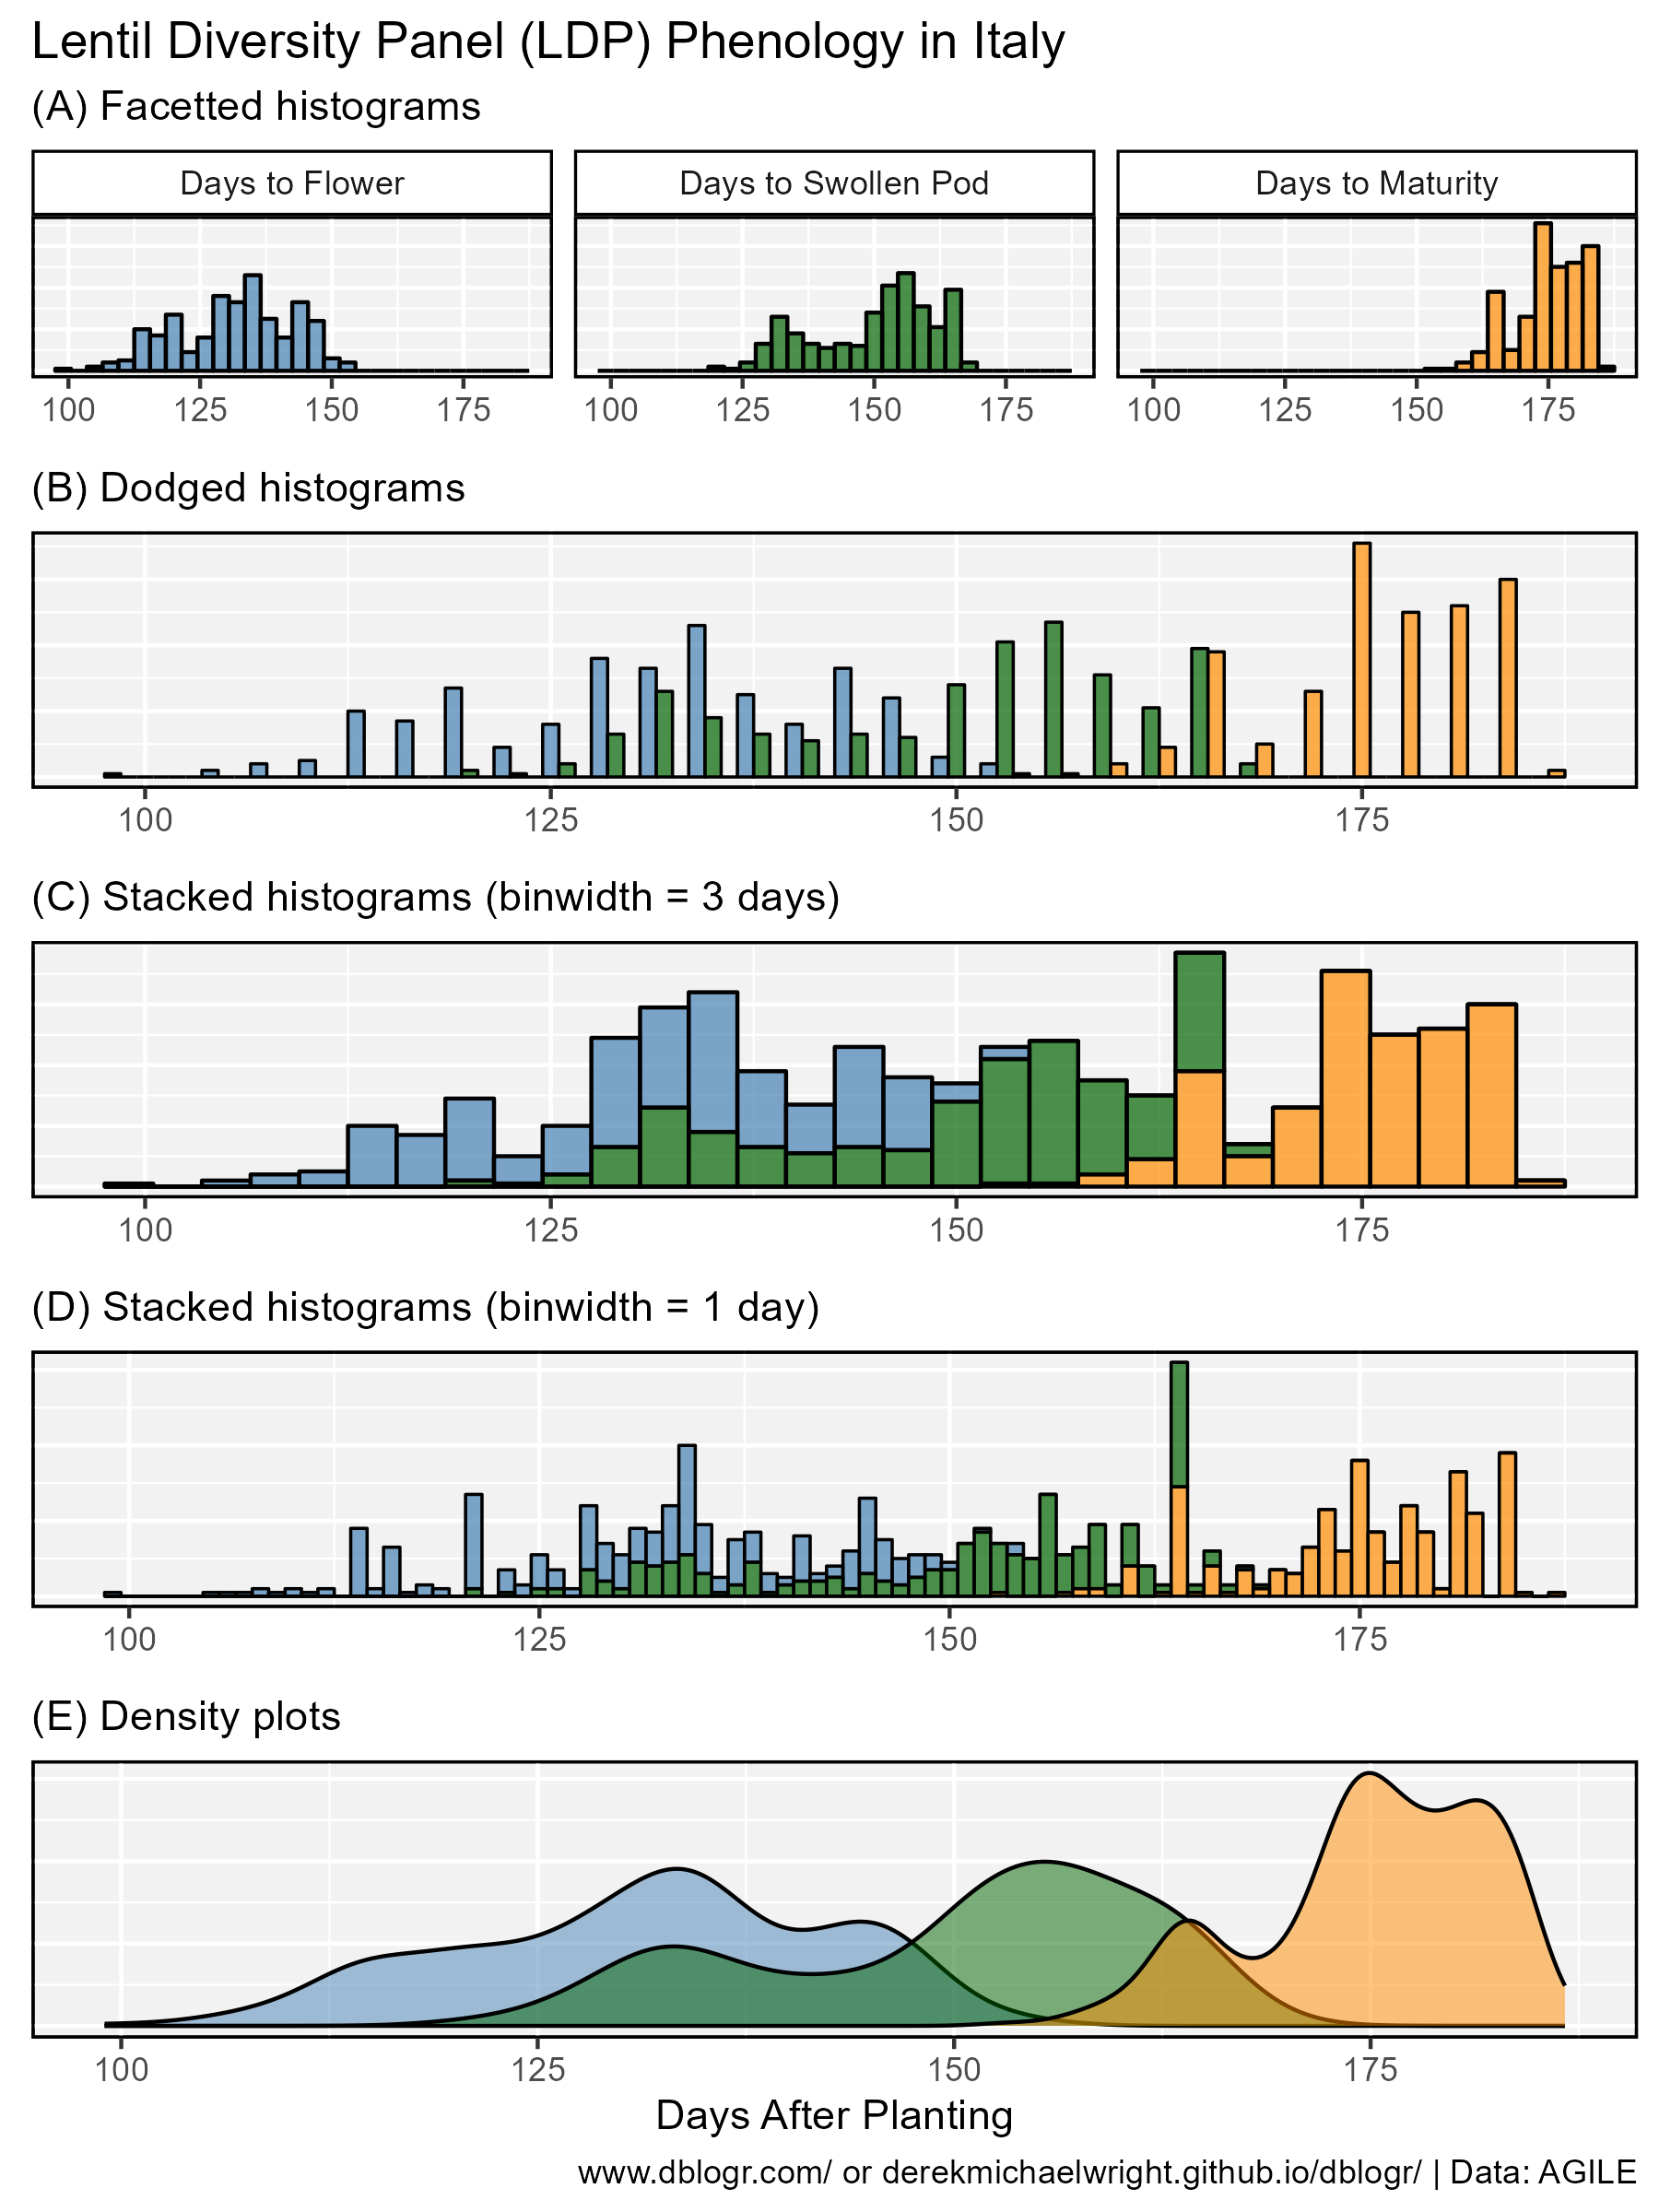 Lentil Diversity Panel (LDP) Phenology in Italy
(A) Facetted histograms
Days to Flower
Days to Swollen Pod
Days to Maturity
100 125 150 175
100 125 150 175
100 125 150 175
(B) Dodged histograms
100 125 150 175
(C) Stacked histograms (binwidth = 3 days)
100 125 150 175
(D) Stacked histograms (binwidth = 1 day)
100 125 150 175
(E) Density plots
100 125 150 175
Days After Planting
www.dblogr.com/ or derekmichaelwright.github.io/dblogr/ | Data: AGILE